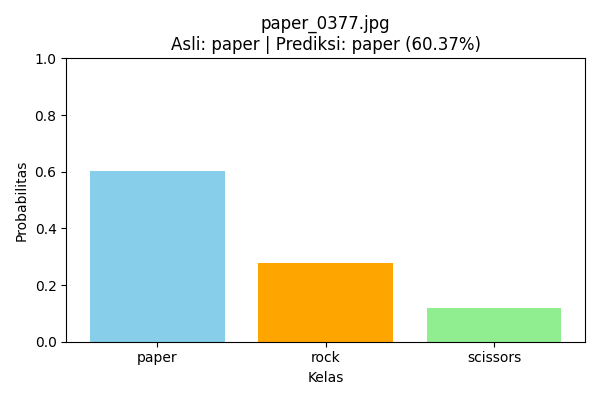 paper_0377.jpg
Asli: paper | Prediksi: paper (60.37%)
1.0
0.8
0.6
0.4
0.2
0.0
Probabilitas
paper rock scissors
Kelas